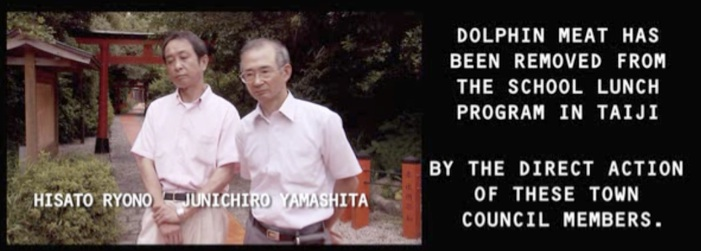 HISATO RYONO JUNICHIRO YAMASHITA
DOLPHIN MEAT HAS
BEEN REMOVED FROM
THE SCHOOL LUNCH
PROGRAM IN TAIJI
BY THE DIRECT ACTION
OF THESE TOWN
COUNCIL MEMBERS.